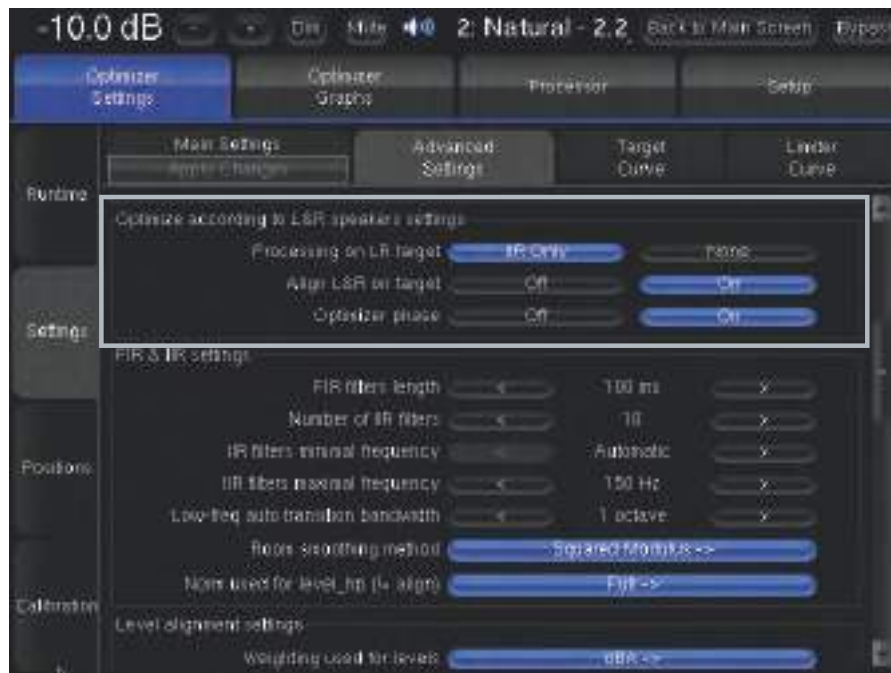 -10.0 dB - + Dim Mute 2: Natural - 2.2 Back to Main Screen
Optimizer Settings Optimizer Graphs Processor Setup
Main Settings Advanced Settings Target Curve Limiter Curve
Apply Changes
Runtime
Optimize according to L&R speakers settings
Processing on LR target IIR Only None
Align L&R on target Off On
Optimizer phase Off On
Settings
FIR & IIR settings
FIR filters length < 100 ms >
Number of IIR filters < 10 >
IIR filters minimal frequency < Automatic >
IIR filters maximal frequency < 150 Hz >
Positions
Low-freq auto transition bandwidth < 1 octave >
Room smoothing method Squared Modulus ->
Norm used for level_hp (l- align) Full ->
Calibration
Level alignment settings
Weighting used for levels dBA ->